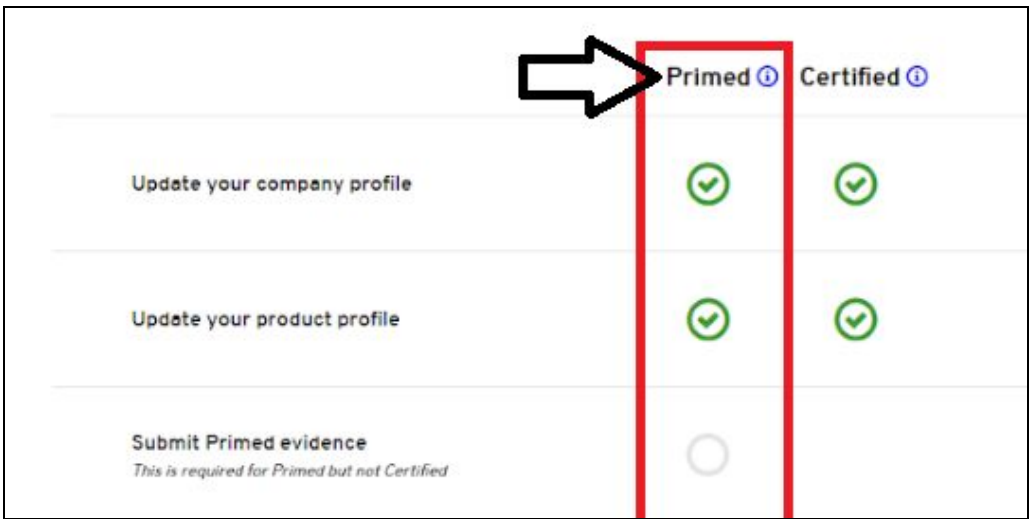 Primed Certified
Update your company profile
Update your product profile
Submit Primed evidence
This is required for Primed but not Certified